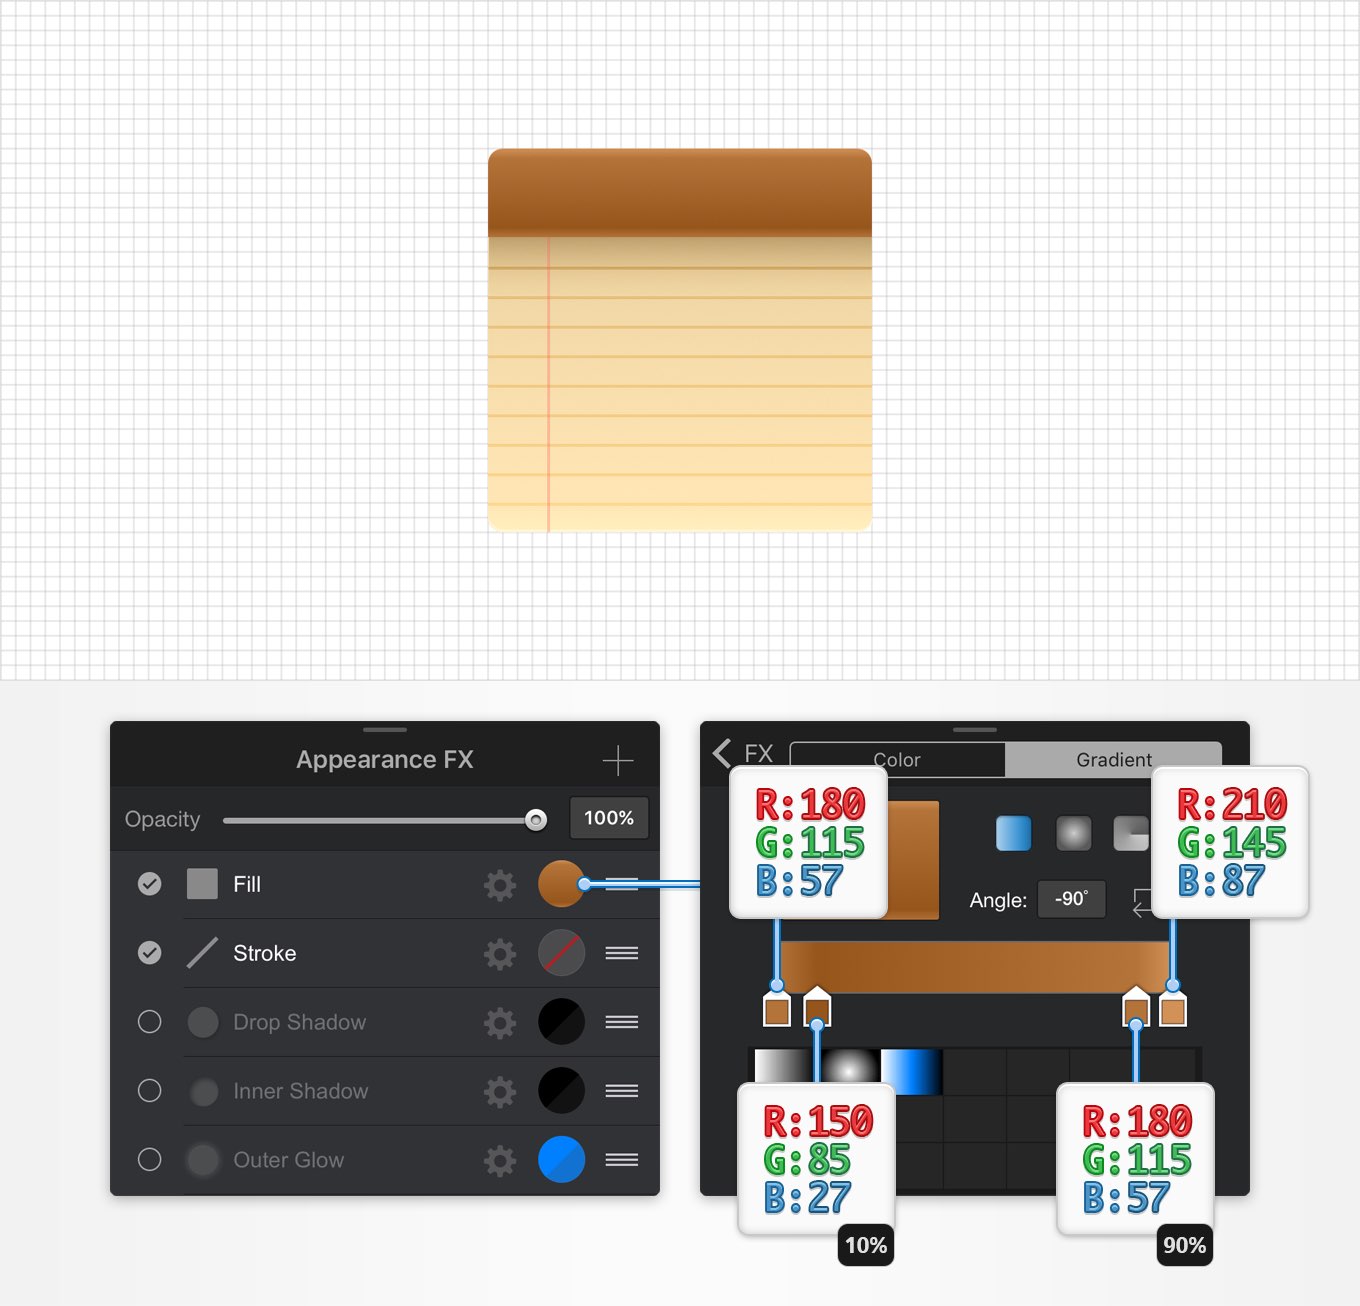 Appearance FX
Opacity
100%
Fill
Stroke
Drop Shadow
Inner Shadow
Outer Glow
FX
Color
Gradient
R:180
G:115
B:57
R:210
G:145
B:87
Angle:
-90°
R:150
G:85
B:27
10%
R:180
G:115
B:57
90%